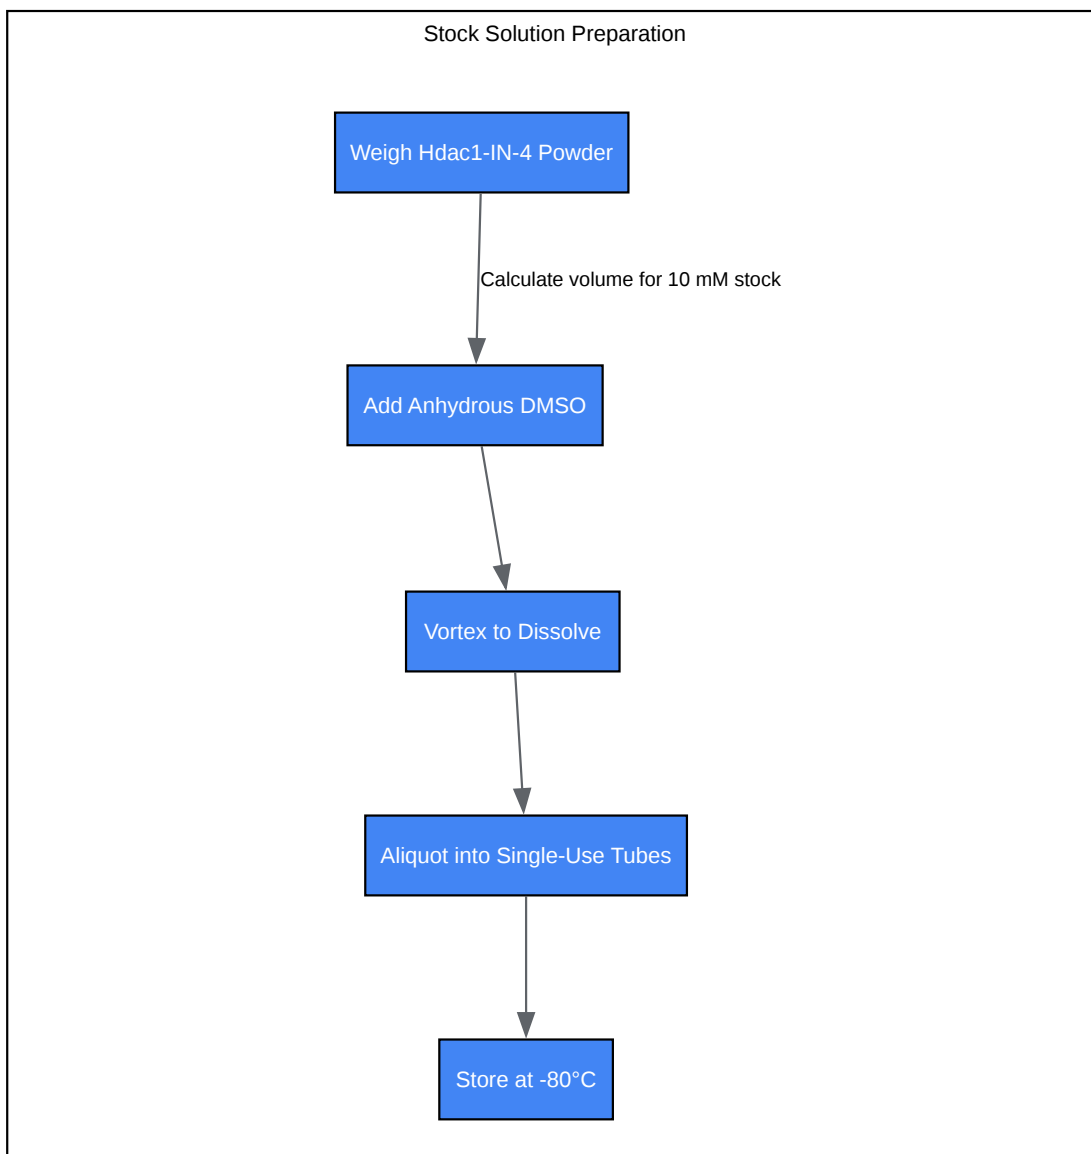 Stock Solution Preparation
Weigh Hdac1-IN-4 Powder
Calculate volume for 10 mM stock
Add Anhydrous DMSO
Vortex to Dissolve
Aliquot into Single-Use Tubes
Store at -80°C